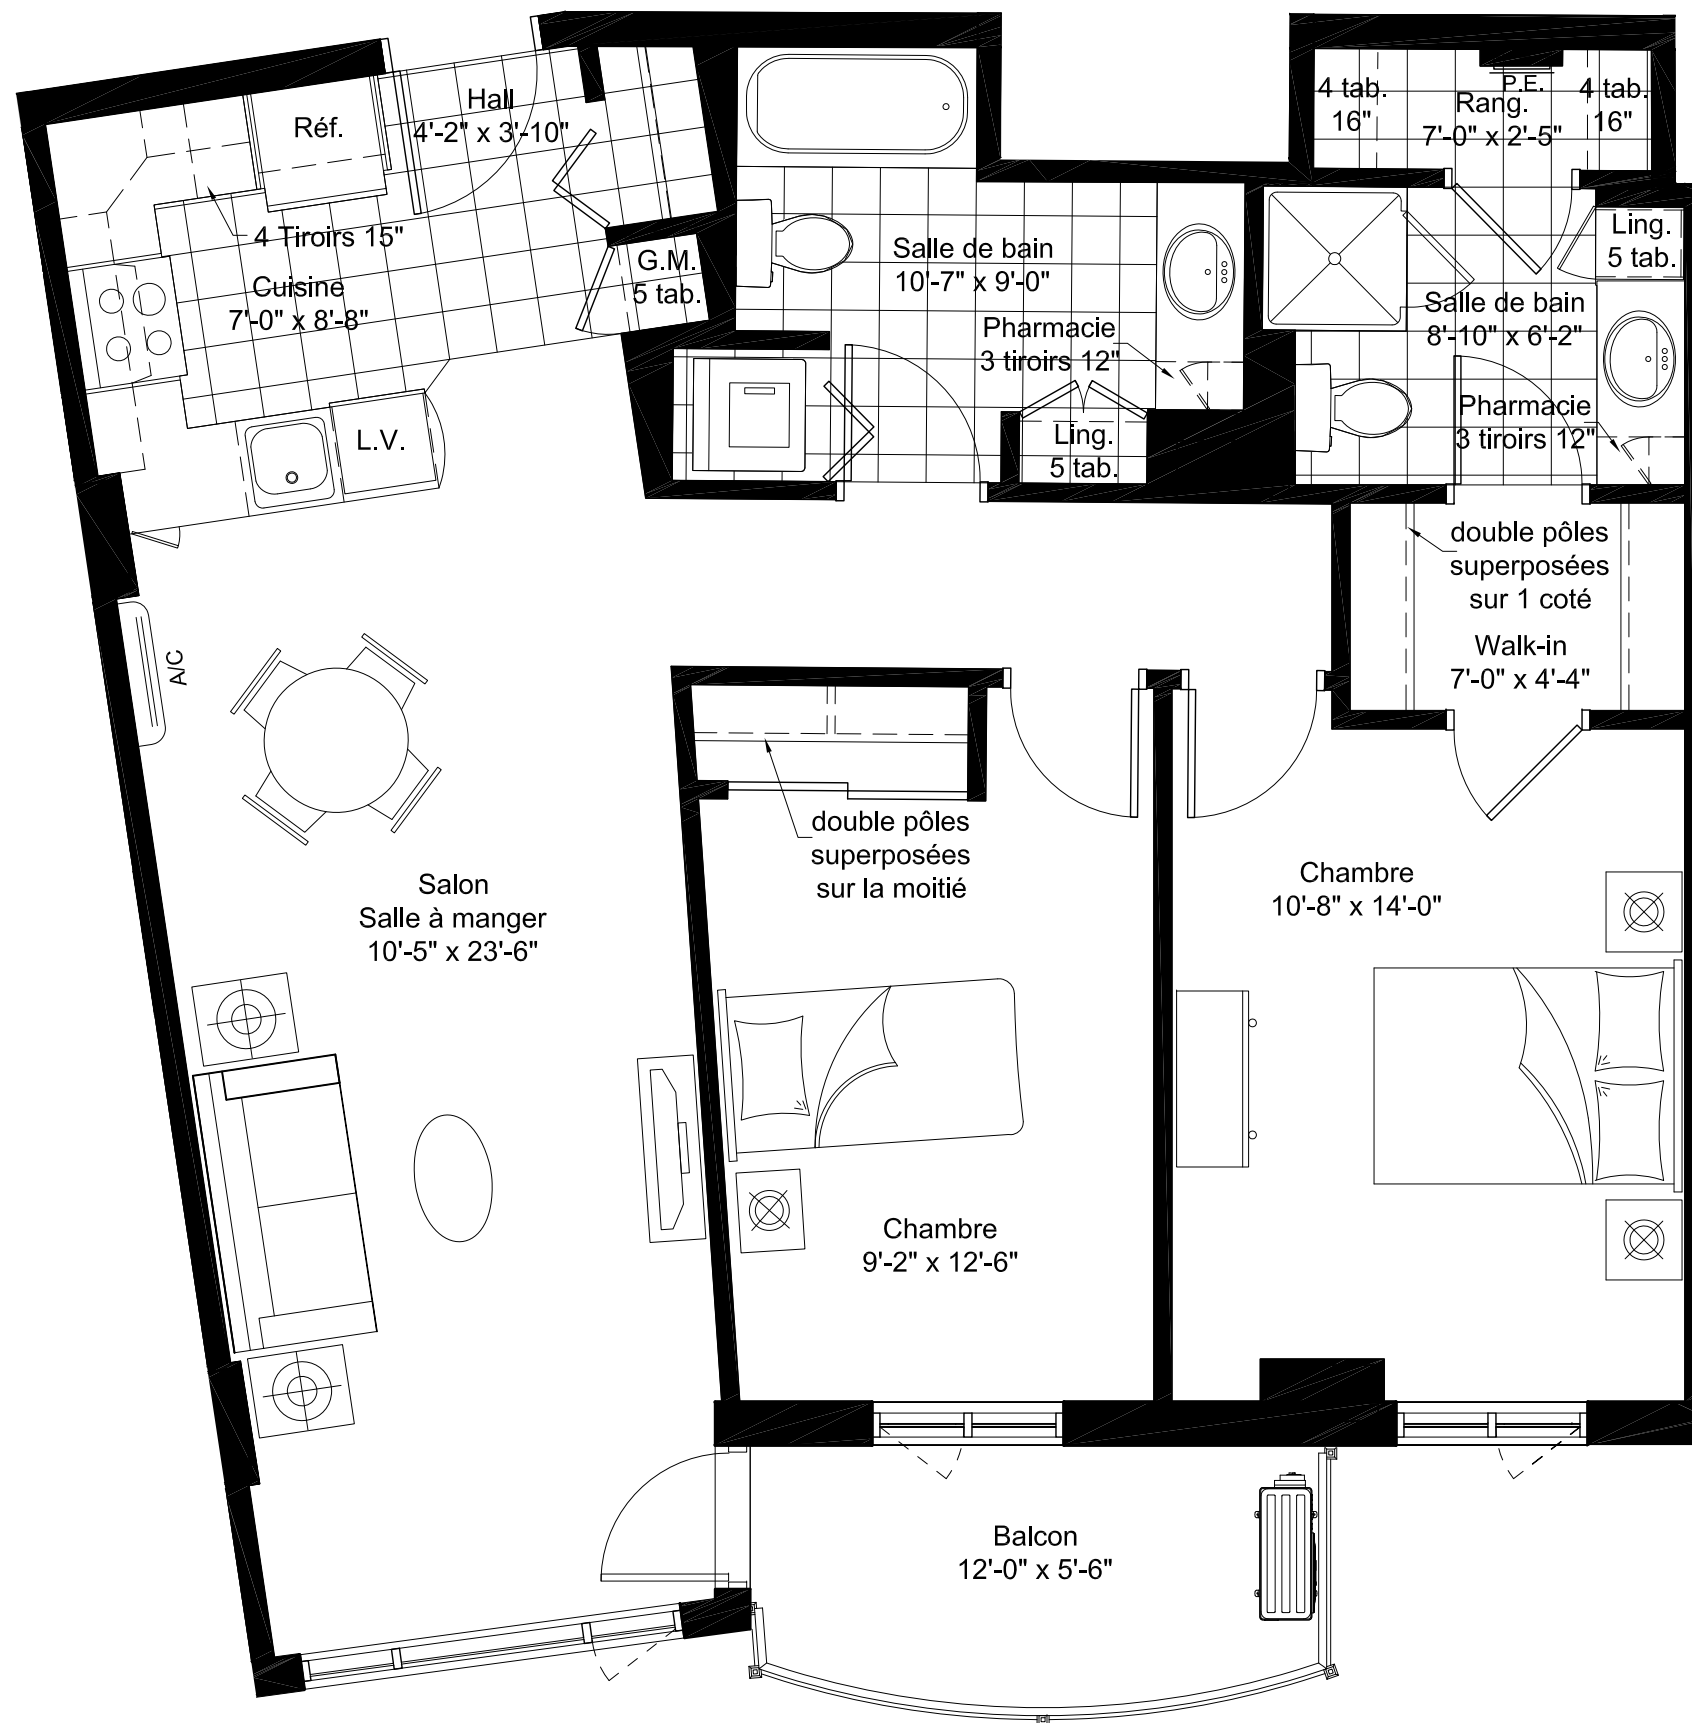 Hall
4'-2" x 3'-10"
Réf.
4 Tiroirs 15"
Cuisine
7'-0" x 8'-8"
G.M.
5 tab.
L.V.
Salle de bain
10'-7" x 9'-0"
Pharmacie
3 tiroirs 12"
Ling.
5 tab.
4 tab.
16"
P.E.
Rang.
7'-0" x 2'-5"
4 tab.
16"
Ling.
5 tab.
Salle de bain
8'-10" x 6'-2"
Pharmacie
3 tiroirs 12"
double pôles
superposées
sur 1 coté
Walk-in
7'-0" x 4'-4"
A/C
double pôles
superposées
sur la moitié
Salon
Salle à manger
10'-5" x 23'-6"
Chambre
10'-8" x 14'-0"
Chambre
9'-2" x 12'-6"
Balcon
12'-0" x 5'-6"